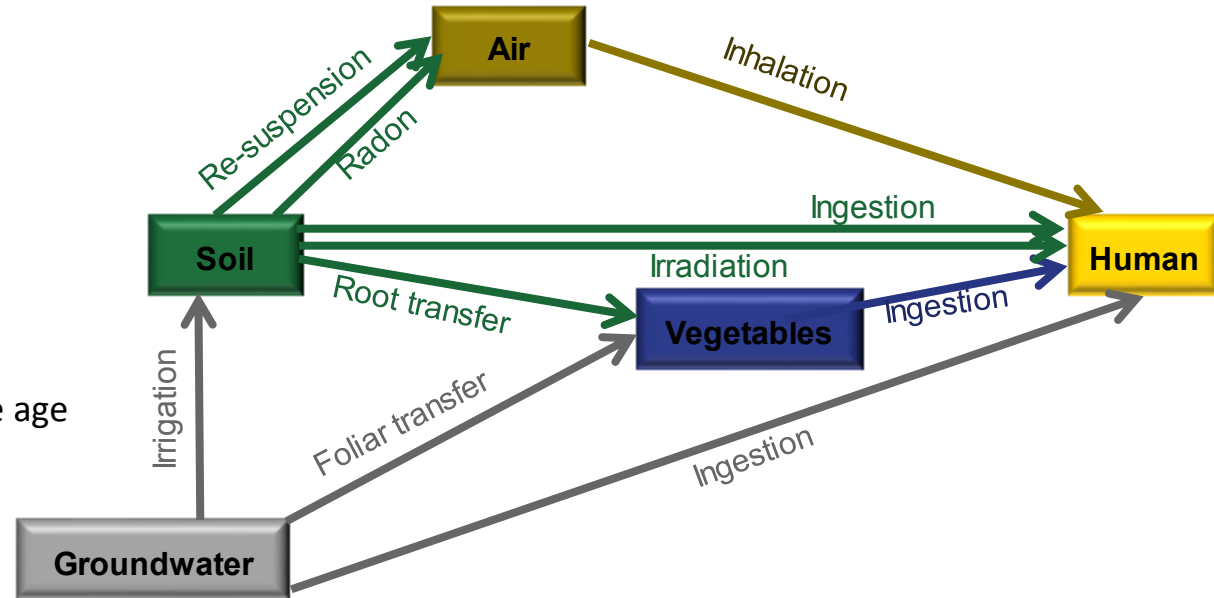 Air
Inhalation
Re-suspension
Radon
Ingestion
Soil
Irradiation
Human
Root transfer
Ingestion
Vegetables
e age
Irrigation
Foliar transfer
Ingestion
Groundwater